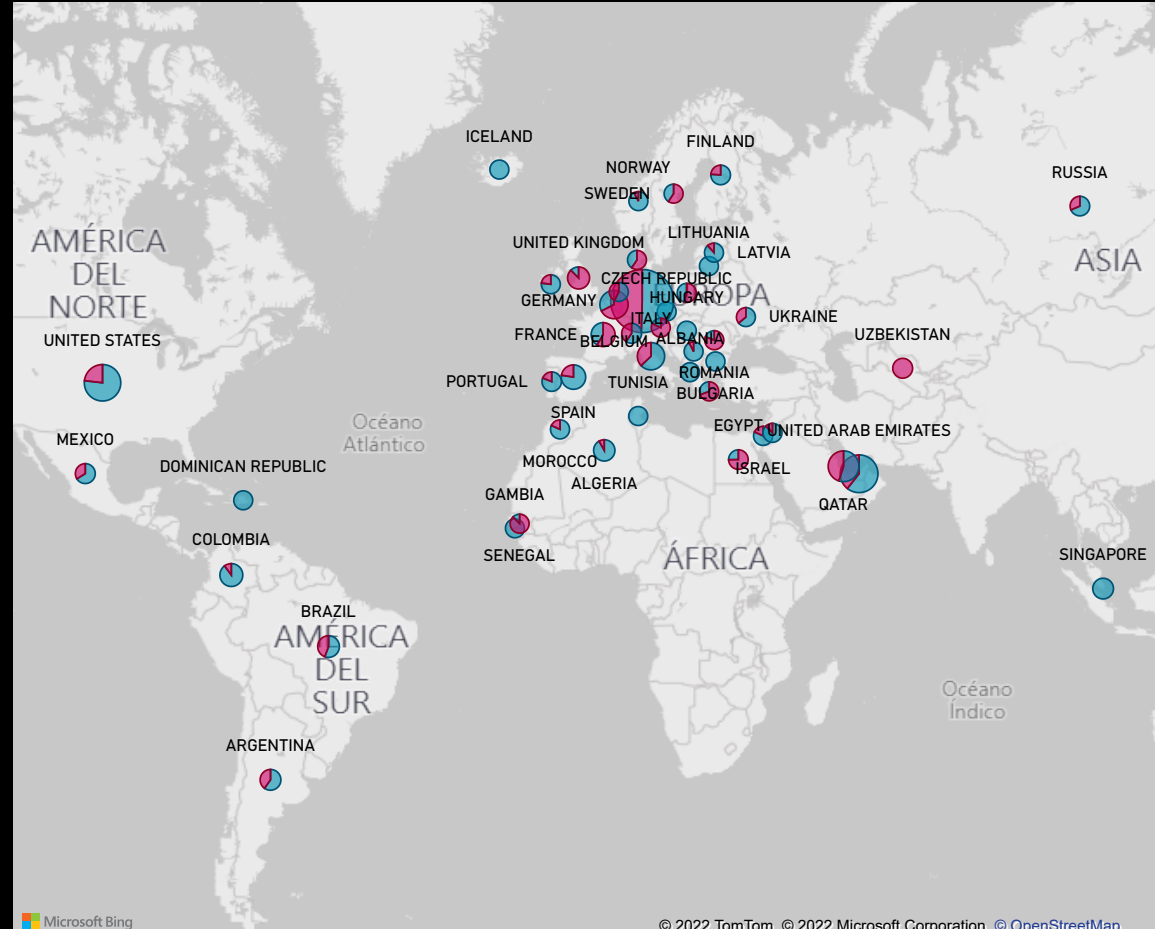 ICELAND
FINLAND
NORWAY
RUSSIA
SWEDEN
LITHUANIA
AMÉRICA
DEL
NORTE
UNITED KINGDOM
LATVIA
ASIA
CZECH REPUBLIC
GERMANY
HUNGARY
UKRAINE
ITALY
FRANCE
BELGIUM
ALBANIA
UNITED STATES
UZBEKISTAN
PORTUGAL
TUNISIA
ROMANIA
BULGARIA
Océano
Atlántico
SPAIN
EGYPT
UNITED ARAB EMIRATES
MEXICO
DOMINICAN REPUBLIC
MOROCCO
ISRAEL
ALGERIA
GAMBIA
QATAR
COLOMBIA
SENEGAL
ÁFRICA
SINGAPORE
BRAZIL
AMÉRICA
DEL
SUR
Océano
Índico
ARGENTINA
Microsoft Bing
© 2022 TomTom, © 2022 Microsoft Corporation, © OpenStreetMap